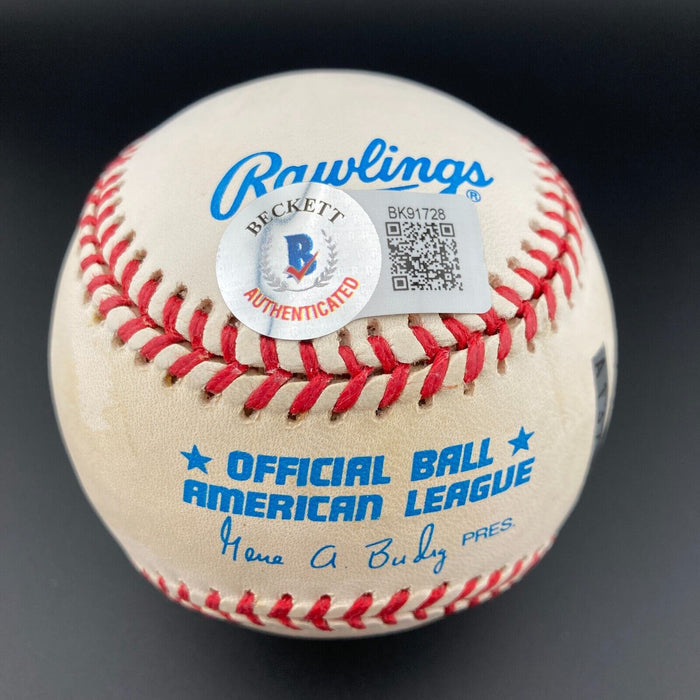 Rawlings®
BECKETT
B
AUTHENTICATED
BK91728
OFFICIAL BALL
AMERICAN LEAGUE
Gene A. Budig PRES.